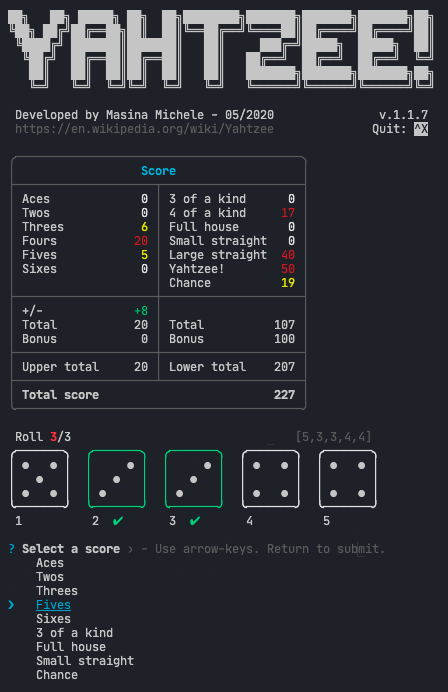 YAHTZEE!
Developed by Masina Michele - 05/2020 v.1.1.7
https://en.wikipedia.org/wiki/Yahtzee Quit: ^X
Score
Aces 0 3 of a kind 0
Twos 0 4 of a kind 17
Threes 6 Full house 0
Fours 20 Small straight 0
Fives 5 Large straight 40
Sixes 0 Yahtzee! 50
Chance 19
+/- +8
Total 20 Total 107
Bonus 0 Bonus 100
Upper total 20 Lower total 207
Total score 227
Roll 3/3 _ [5,3,3,4,4]
1 2 ✔ 3 ✔ 4 5
? Select a score › - Use arrow-keys. Return to submit.
Aces
Twos
Threes
❯ Fives
Sixes
3 of a kind
Full house
Small straight
Chance